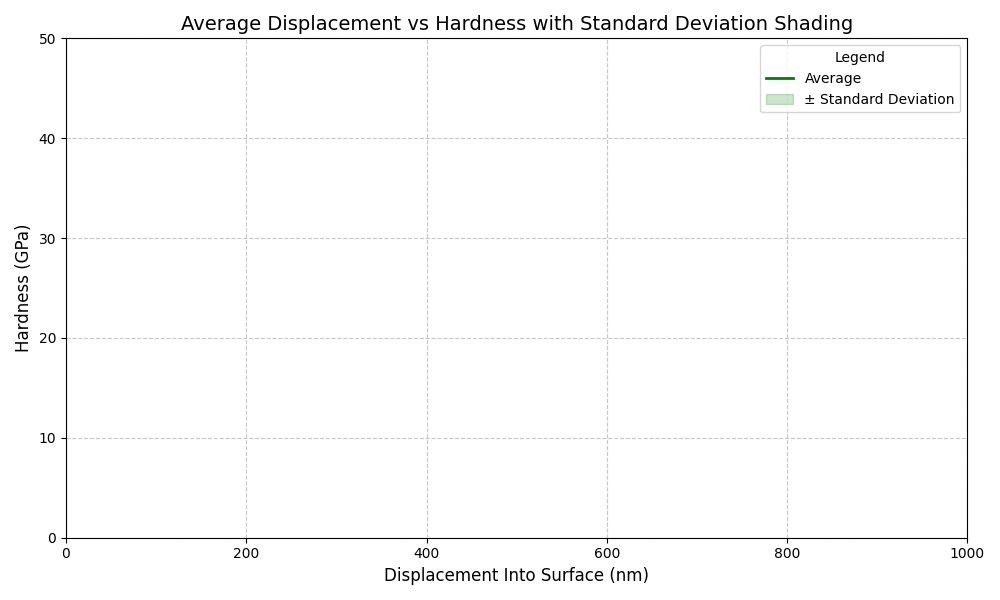 Average Displacement vs Hardness with Standard Deviation Shading
Legend
Average
± Standard Deviation
50
40
30
20
10
0
Hardness (GPa)
0 200 400 600 800 1000
Displacement Into Surface (nm)